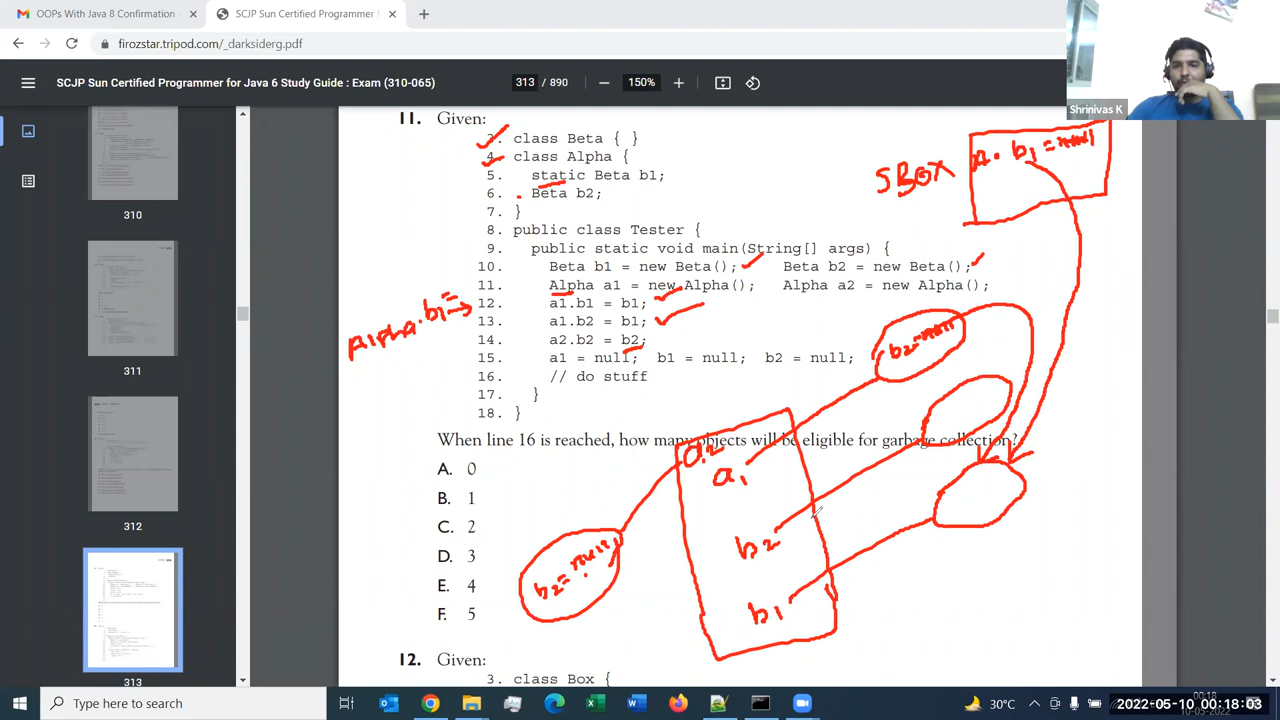 OOPs With Java 8 Confirmation
SCJP Sun Certified Programmer
firozstar.tripod.com/_darksiderg.pdf
SCJP Sun Certified Programmer for Java 6 Study Guide : Exam (310-065)
313 / 890
150%
Shrinivas K
310
311
312
313
11. Given:
3. class Beta { }
4. class Alpha {
5. static Beta b1;
6. Beta b2;
7. }
8. public class Tester {
9. public static void main(String[] args) {
10. Beta b1 = new Beta(); Beta b2 = new Beta();
11. Alpha a1 = new Alpha(); Alpha a2 = new Alpha();
12. a1.b1 = b1;
13. a1.b2 = b1;
14. a2.b2 = b2;
15. a1 = null; b1 = null; b2 = null;
16. // do stuff
17. }
18. }
When line 16 is reached, how many objects will be eligible for garbage collection?
A. 0
B. 1
C. 2
D. 3
E. 4
F. 5
12. Given:
3. class Box {
SBOX
A. b1=null
Alpha.b1=
b2=null
a2
a1
b2
b1
b2=null
Type here to search
30°C
00:18
10-05-2022
2022-05-10 00:18:03